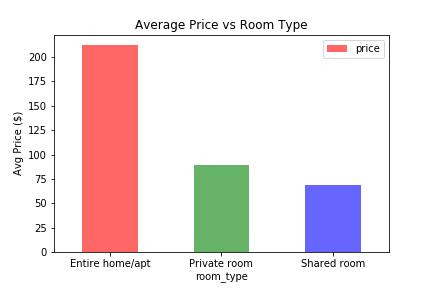 Average Price vs Room Type
price
Avg Price ($)
200
175
150
125
100
75
50
25
0
Entire home/apt
Private room
Shared room
room_type